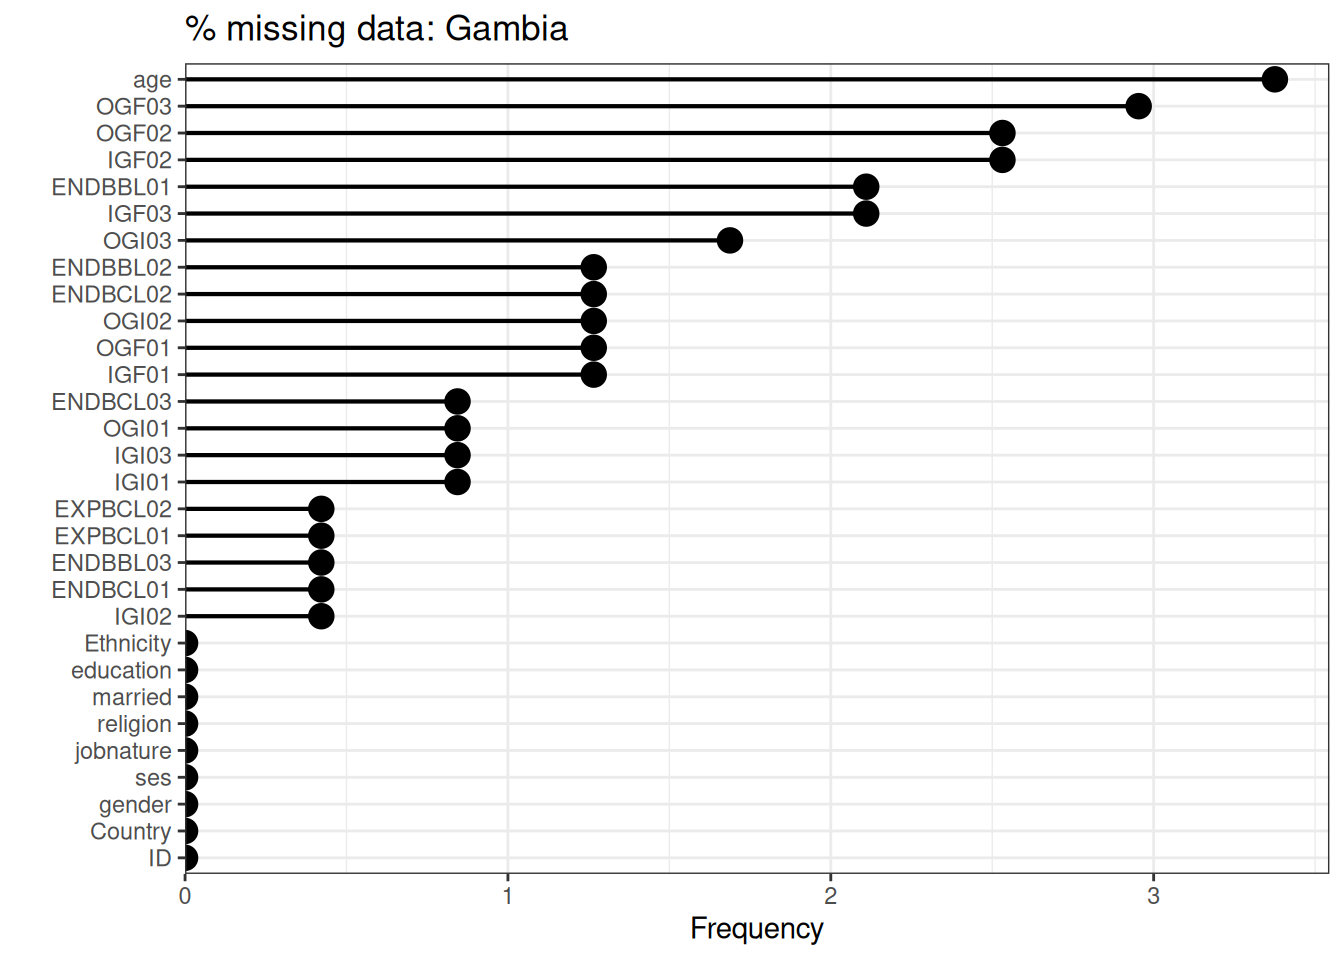 % missing data: Gambia
age
OGF03
OGF02
IGF02
ENDBBL01
IGF03
OGI03
ENDBBL02
ENDBCL02
OGI02
OGF01
IGF01
ENDBCL03
OGI01
IGI03
IGI01
EXPBCL02
EXPBCL01
ENDBBL03
ENDBCL01
IGI02
Ethnicity
education
married
religion
jobnature
ses
gender
Country
ID
0 1 2 3
Frequency